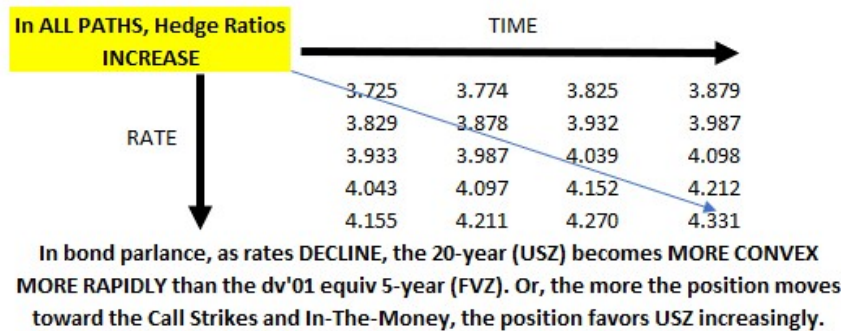 In ALL PATHS, Hedge Ratios
INCREASE
TIME
RATE
3.725 3.774 3.825 3.879
3.829 3.878 3.932 3.987
3.933 3.987 4.039 4.098
4.043 4.097 4.152 4.212
4.155 4.211 4.270 4.331
In bond parlance, as rates DECLINE, the 20-year (USZ) becomes MORE CONVEX
MORE RAPIDLY than the dv'01 equiv 5-year (FVZ). Or, the more the position moves
toward the Call Strikes and In-The-Money, the position favors USZ increasingly.